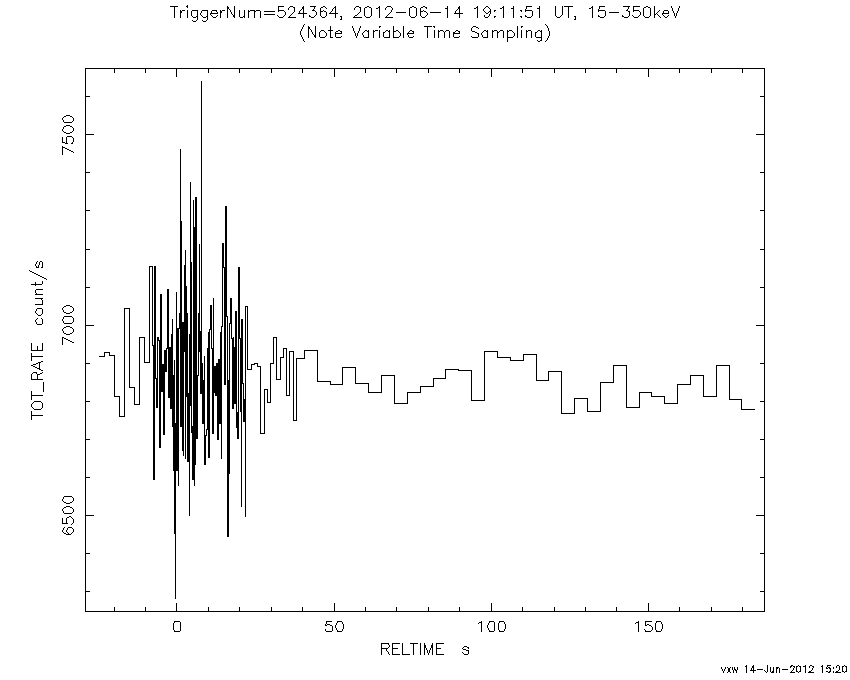 TriggerNum=524364, 2012-06-14 19:11:51 UT, 15-350keV
(Note Variable Time Sampling)
TOT_RATE count/s
7500
7000
6500
0 50 100 150
RELTIME s
vxw 14-Jun-2012 15:20